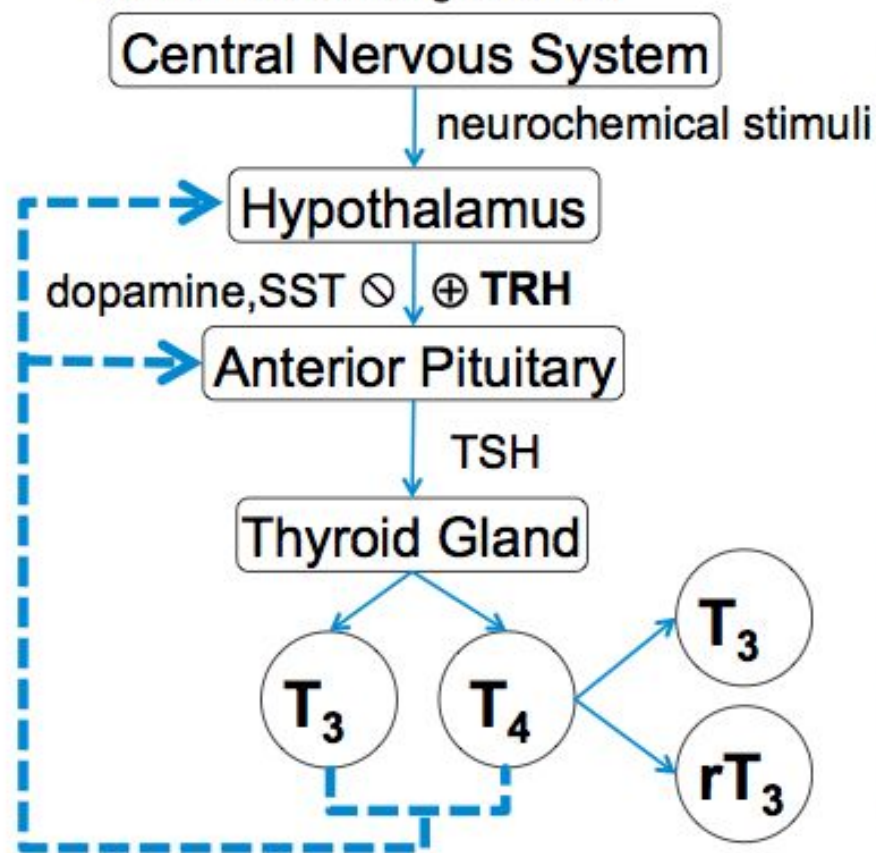 Central Nervous System
neurochemical stimuli
Hypothalamus
dopamine,SST ⦸ ⊕ TRH
Anterior Pituitary
TSH
Thyroid Gland
T₃
T₃ T₄
rT₃